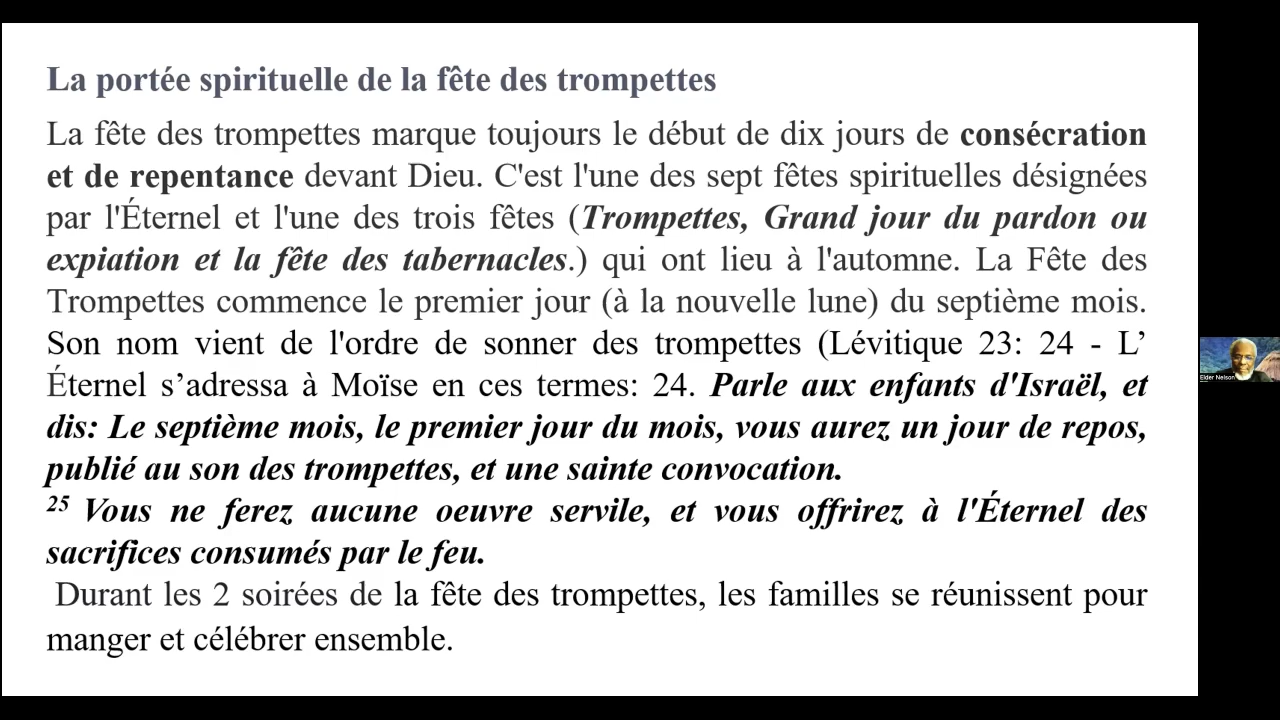 La portée spirituelle de la fête des trompettes
La fête des trompettes marque toujours le début de dix jours de consécration
et de repentance devant Dieu. C'est l'une des sept fêtes spirituelles désignées
par l'Éternel et l'une des trois fêtes (Trompettes, Grand jour du pardon ou
expiation et la fête des tabernacles.) qui ont lieu à l'automne. La Fête des
Trompettes commence le premier jour (à la nouvelle lune) du septième mois.
Son nom vient de l'ordre de sonner des trompettes (Lévitique 23: 24 - L’
Éternel s’adressa à Moïse en ces termes: 24. Parle aux enfants d'Israël, et
dis: Le septième mois, le premier jour du mois, vous aurez un jour de repos,
publié au son des trompettes, et une sainte convocation.
25 Vous ne ferez aucune oeuvre servile, et vous offrirez à l'Éternel des
sacrifices consumés par le feu.
Durant les 2 soirées de la fête des trompettes, les familles se réunissent pour
manger et célébrer ensemble.
Elder Nelson